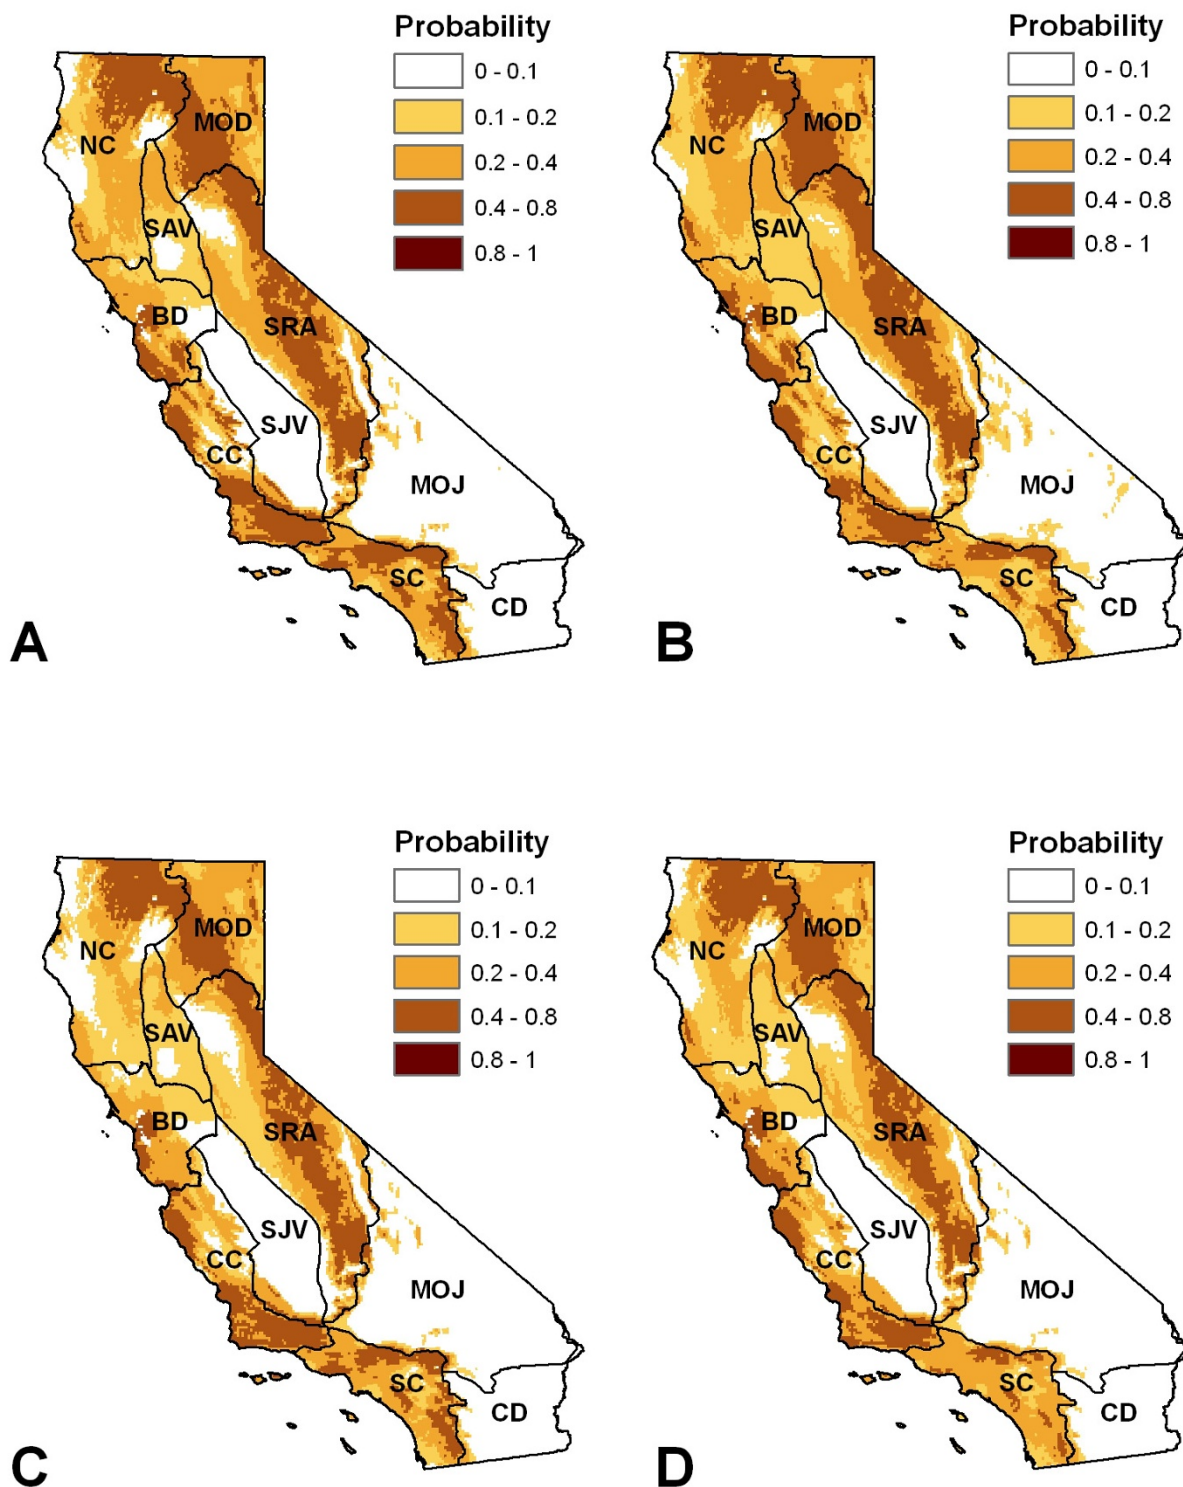 Probability
0 - 0.1
0.1 - 0.2
0.2 - 0.4
0.4 - 0.8
0.8 - 1
MOD
NC
SAV
BD
SRA
SJV
CC
MOJ
SC
CD
A
Probability
0 - 0.1
0.1 - 0.2
0.2 - 0.4
0.4 - 0.8
0.8 - 1
MOD
NC
SAV
BD
SRA
SJV
CC
MOJ
SC
CD
B
Probability
0 - 0.1
0.1 - 0.2
0.2 - 0.4
0.4 - 0.8
0.8 - 1
MOD
NC
SAV
BD
SRA
SJV
CC
MOJ
SC
CD
C
Probability
0 - 0.1
0.1 - 0.2
0.2 - 0.4
0.4 - 0.8
0.8 - 1
MOD
NC
SAV
BD
SRA
SJV
CC
MOJ
SC
CD
D